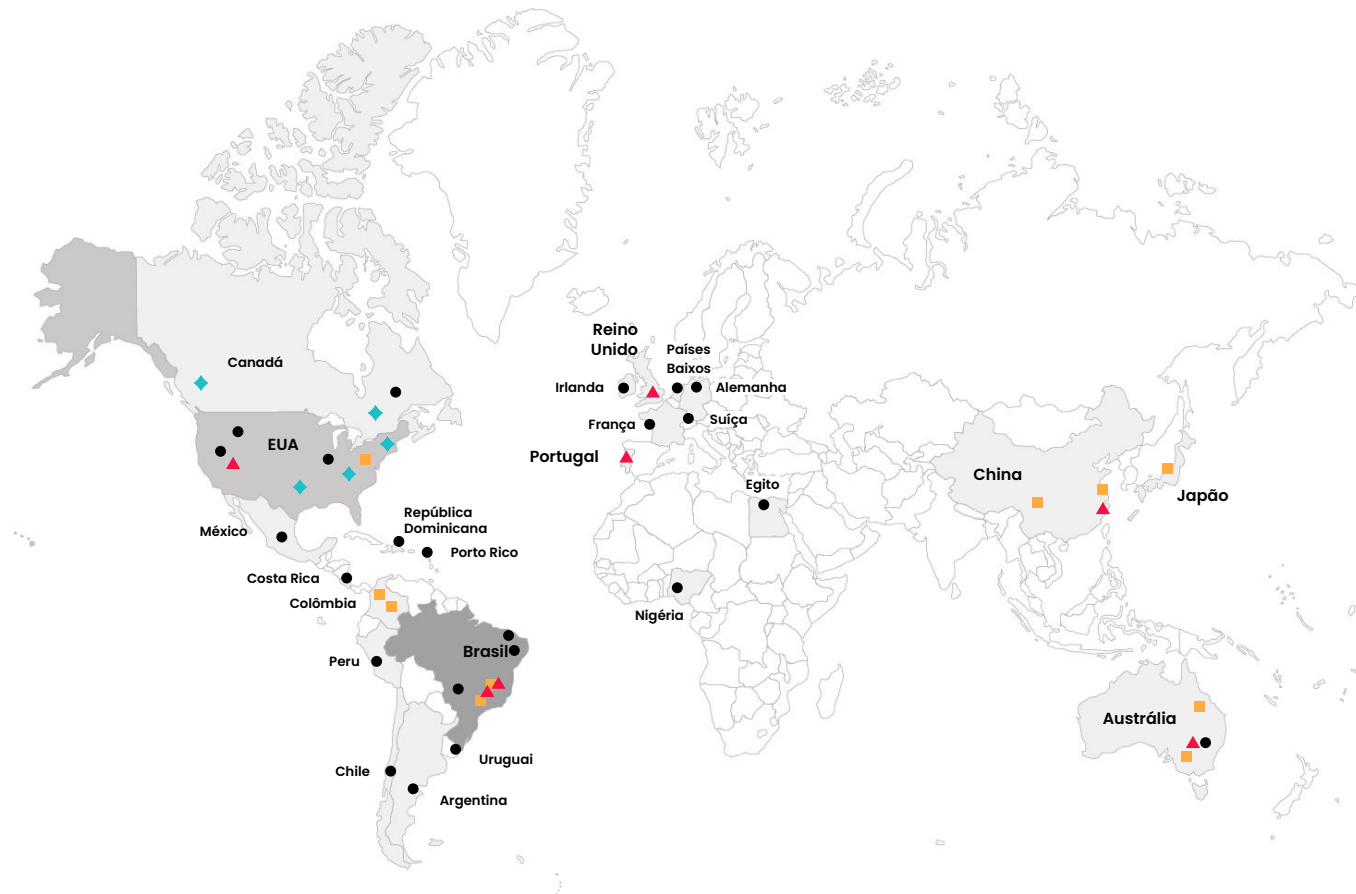 Canadá
EUA
México
República
Dominicana
Porto Rico
Costa Rica
Colômbia
Peru
Brasil
Uruguai
Chile
Argentina
Reino
Unido
Países
Baixos
Irlanda
Alemanha
França
Suíça
Portugal
Egito
Nigéria
China
Japão
Austrália